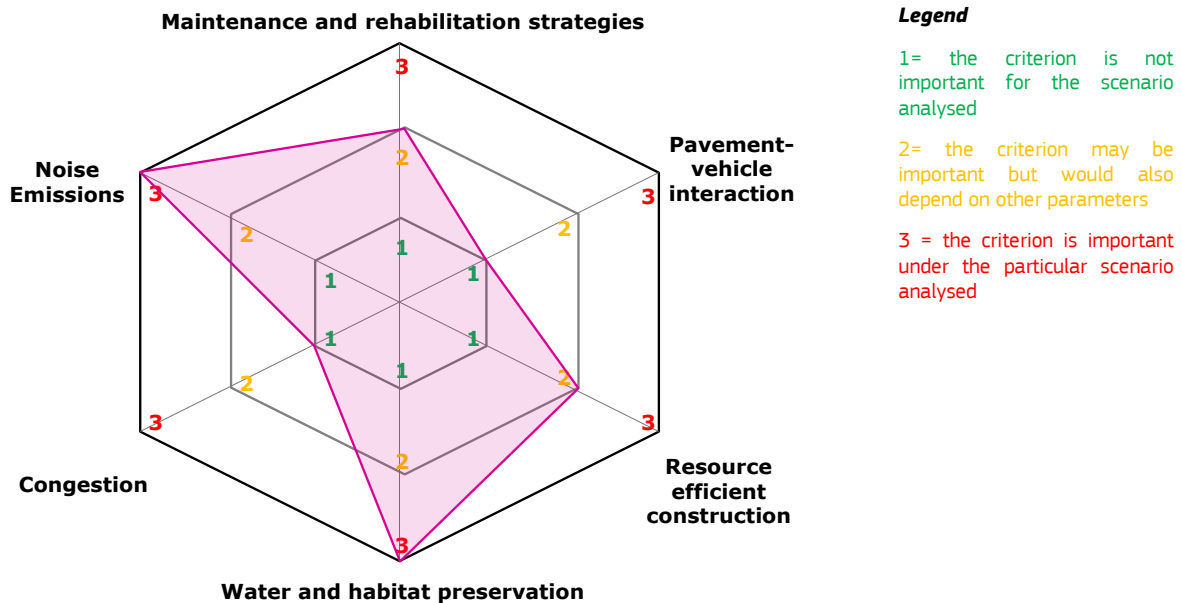 Maintenance and rehabilitation strategies
Legend
1= the criterion is not
important for the scenario
analysed
2= the criterion may be
important but would also
depend on other parameters
3 = the criterion is important
under the particular scenario
analysed
3
Pavement-
vehicle
interaction
Noise
Emissions
2
3
3
2
2
1
1
1
1
1
1
2
2
3
3
2
Congestion
Resource
efficient
construction
3
Water and habitat preservation